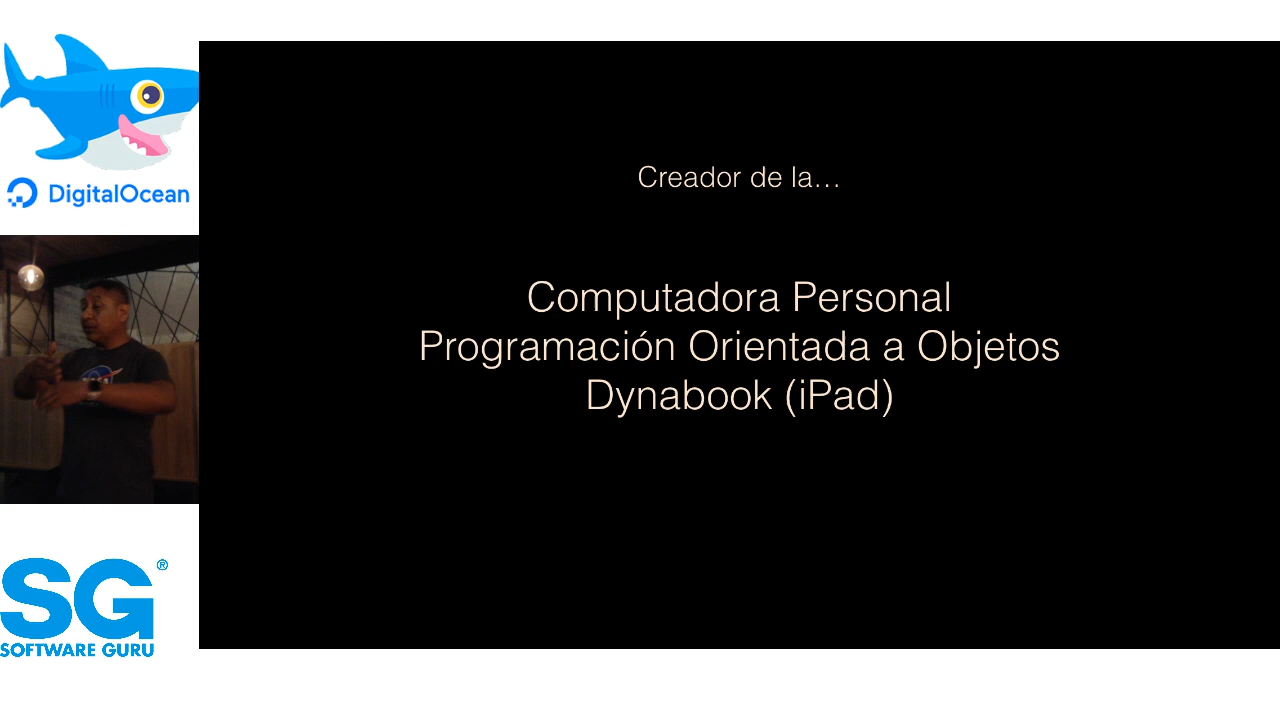 DigitalOcean
SG®
SOFTWARE GURU
Creador de la...
Computadora Personal
Programación Orientada a Objetos
Dynabook (iPad)